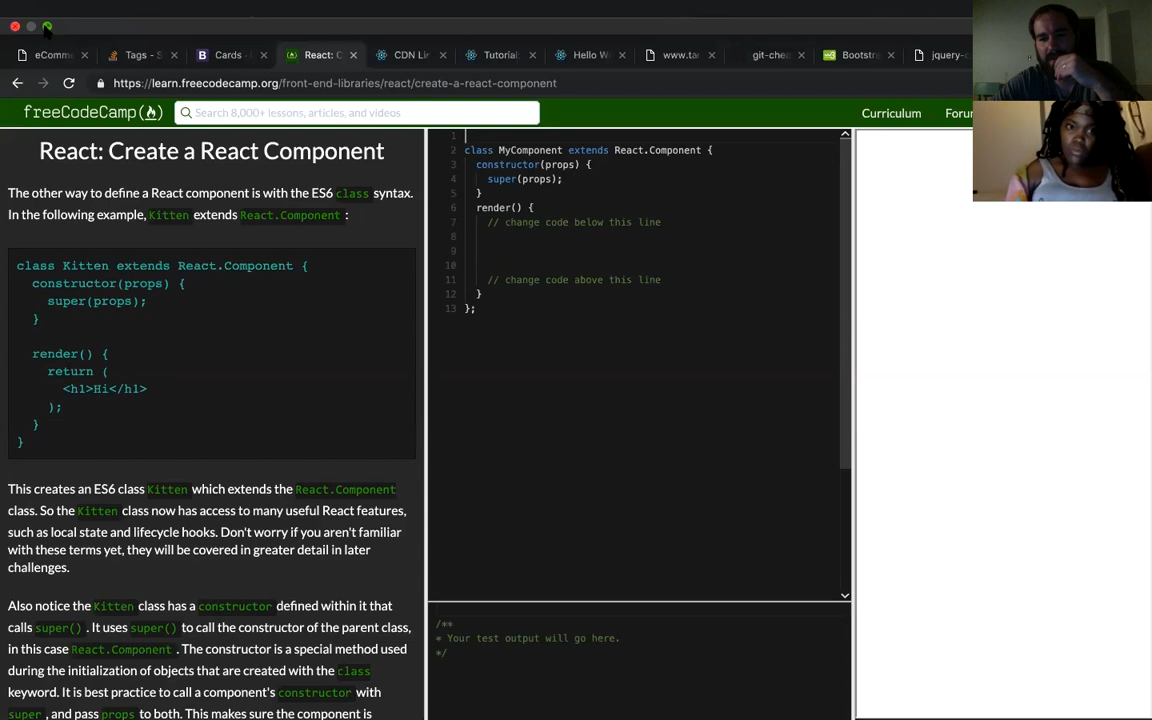 eComm
Tags - S
Cards
React: C
CDN Lin
Tutorial:
Hello W
www.tar
git-che
Bootstr
jquery-c
https://learn.freecodecamp.org/front-end-libraries/react/create-a-react-component
freeCodeCamp
Search 8,000+ lessons, articles, and videos
Curriculum
Forum
React: Create a React Component
The other way to define a React component is with the ES6 class syntax.
In the following example, Kitten extends React.Component :
class Kitten extends React.Component {
constructor(props) {
super(props);
}
render() {
return (
<h1>Hi</h1>
);
}
}
This creates an ES6 class Kitten which extends the React.Component
class. So the Kitten class now has access to many useful React features,
such as local state and lifecycle hooks. Don't worry if you aren't familiar
with these terms yet, they will be covered in greater detail in later
challenges.
Also notice the Kitten class has a constructor defined within it that
calls super() . It uses super() to call the constructor of the parent class,
in this case React.Component . The constructor is a special method used
during the initialization of objects that are created with the class
keyword. It is best practice to call a component's constructor with
super , and pass props to both. This makes sure the component is
1
2 class MyComponent extends React.Component {
3 constructor(props) {
4 super(props);
5 }
6 render() {
7 // change code below this line
8
9
10
11 // change code above this line
12 }
13 };
/**
* Your test output will go here.
*/